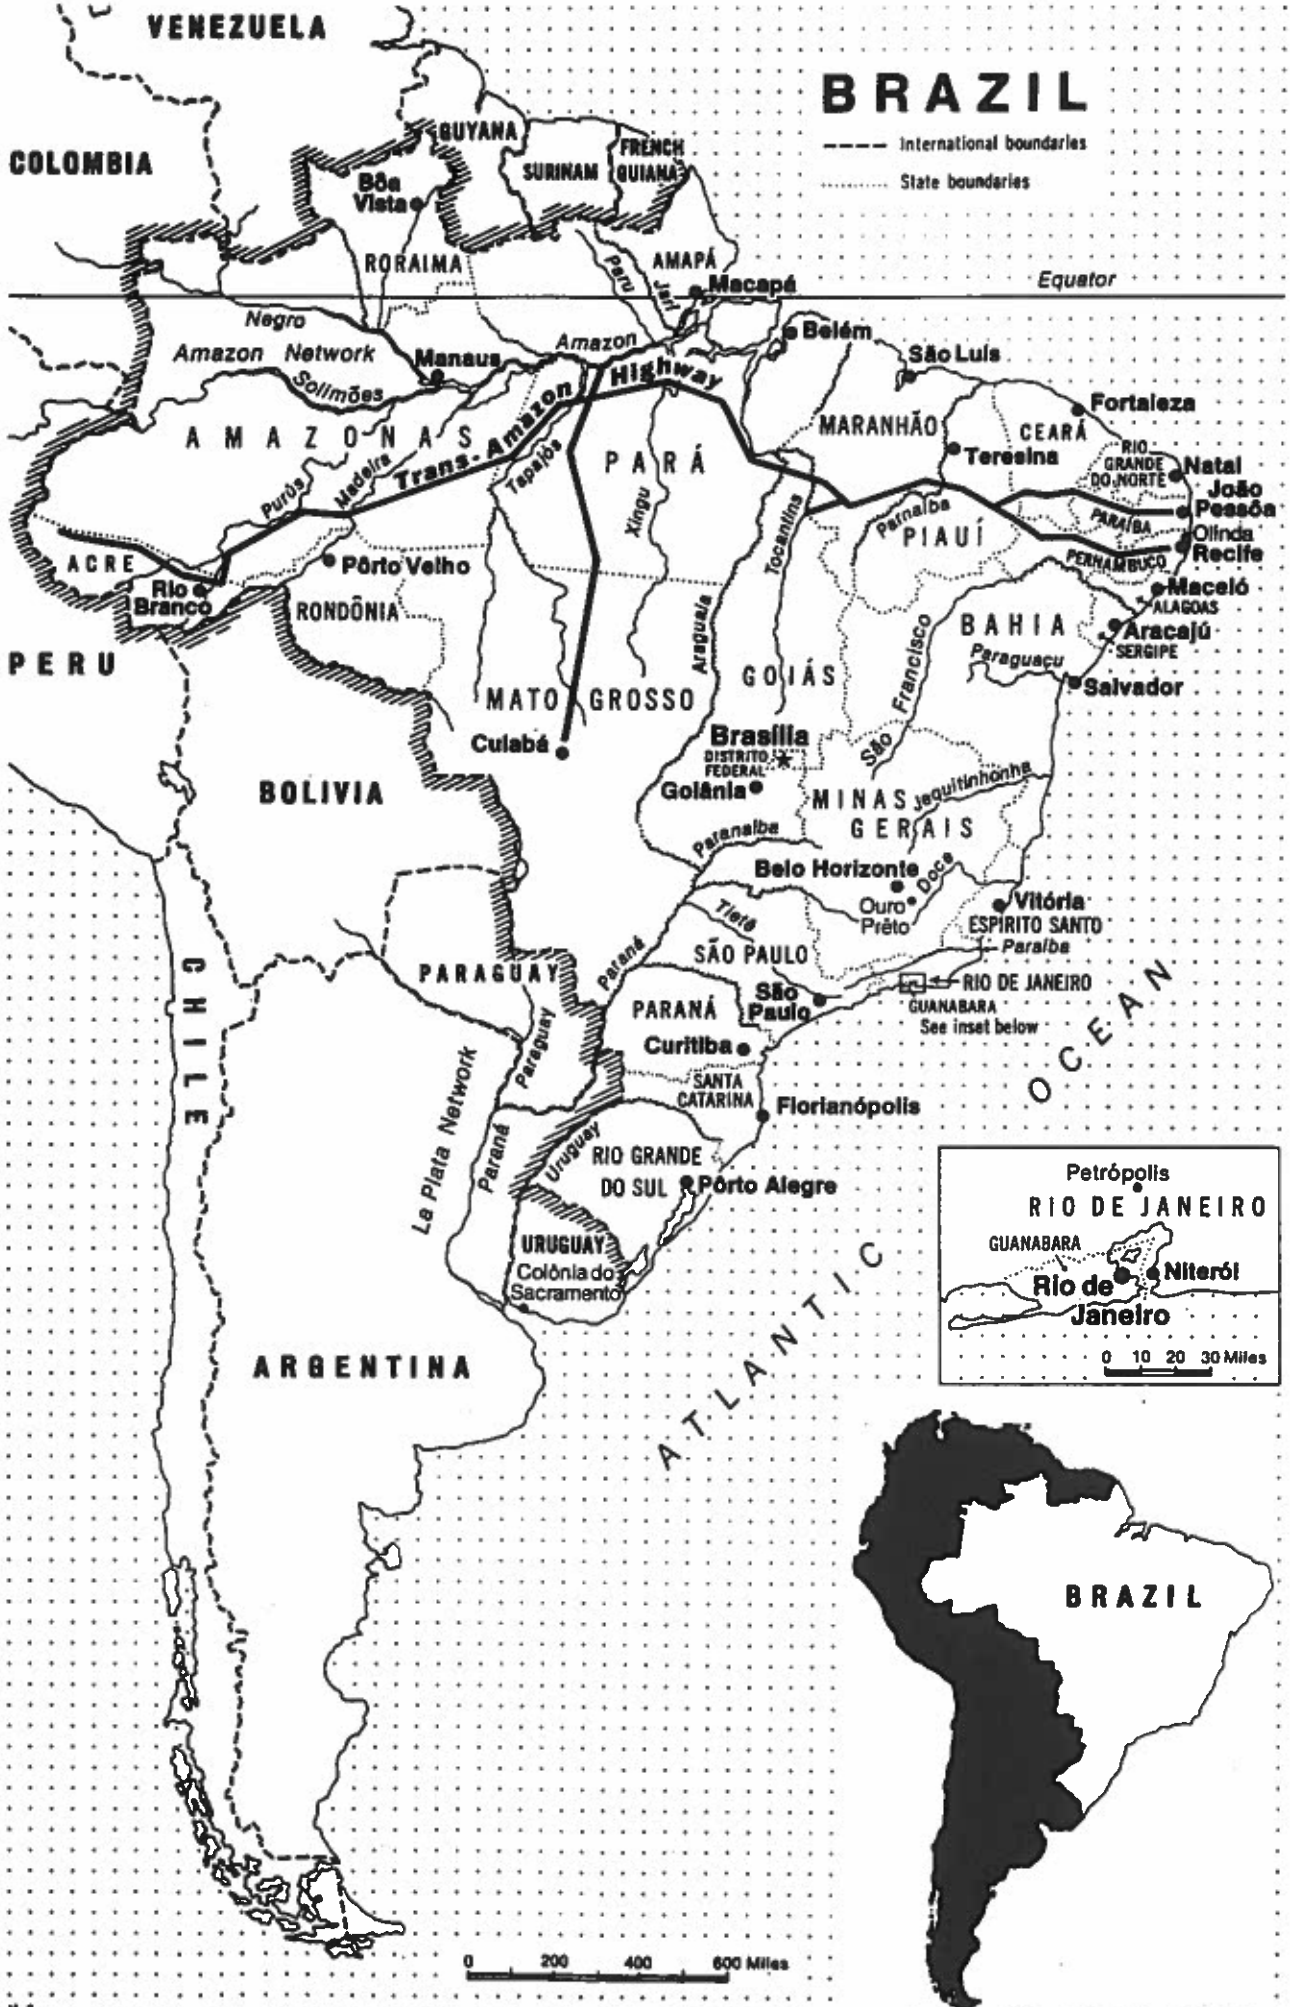 VENEZUELA
BRAZIL
International boundaries
State boundaries
COLOMBIA
GUYANA
SURINAM
FRENCH
GUIANA
Bôa
Vista
RORAIMA
AMAPÁ
Paru
Jari
Macapá
Equator
Negro
Amazon Network
Solimões
Manaus
Amazon
Belém
São Luís
Trans-Amazon Highway
Fortaleza
AMAZONAS
MARANHÃO
CEARÁ
Teresina
RIO
GRANDE
DO NORTE
Natal
João
Pessôa
PARÁ
Tapajós
Madeira
Purús
Xingu
Tocantins
Parnaíba
PIAUÍ
PARAÍBA
Olinda
Recife
PERNAMBUCO
ACRE
Rio
Branco
Pôrto Velho
RONDÔNIA
Maceló
ALAGOAS
BAHIA
Aracajú
SERGIPE
Paraguaçu
Salvador
PERU
Araguaia
São Francisco
MATO GROSSO
GOIÁS
Cuiabá
Brasília
DISTRITO
FEDERAL
Goiânia
BOLIVIA
MINAS
GERAIS
Jequitinhonha
Paranaíba
Belo Horizonte
Doce
Ouro
Prêto
Vitória
ESPIRITO SANTO
Tietê
SÃO PAULO
Paraíba
CHILE
PARAGUAY
Paraná
São
Paulo
RIO DE JANEIRO
GUANABARA
See inset below
PARANÁ
Curitiba
Paraguay
La Plata Network
SANTA
CATARINA
Florianópolis
Paraná
Uruguay
RIO GRANDE
DO SUL
Pôrto Alegre
URUGUAY
Colônia do
Sacramento
ATLANTIC OCEAN
Petrópolis
RIO DE JANEIRO
GUANABARA
Rio de
Janeiro
Niterói
0 10 20 30 Miles
ARGENTINA
BRAZIL
0 200 400 600 Miles